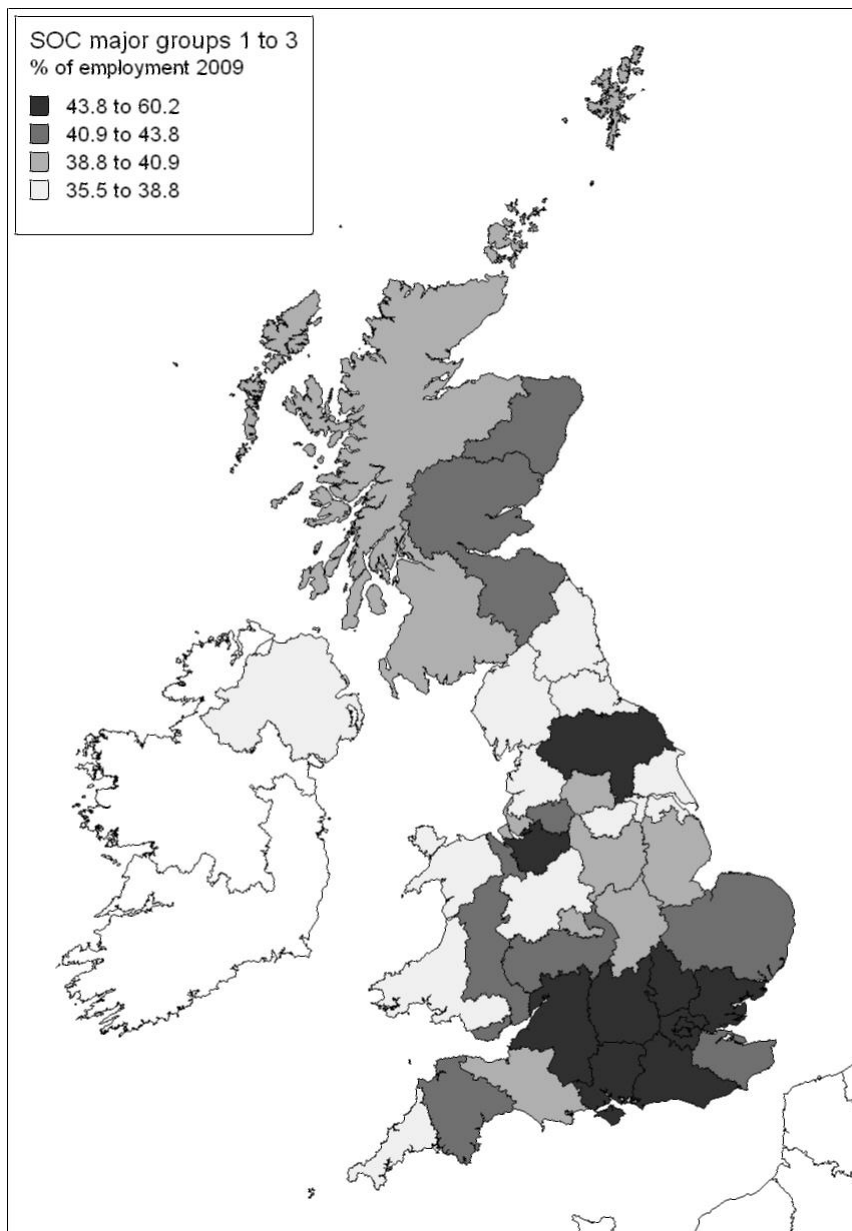 SOC major groups 1 to 3
% of employment 2009
43.8 to 60.2
40.9 to 43.8
38.8 to 40.9
35.5 to 38.8